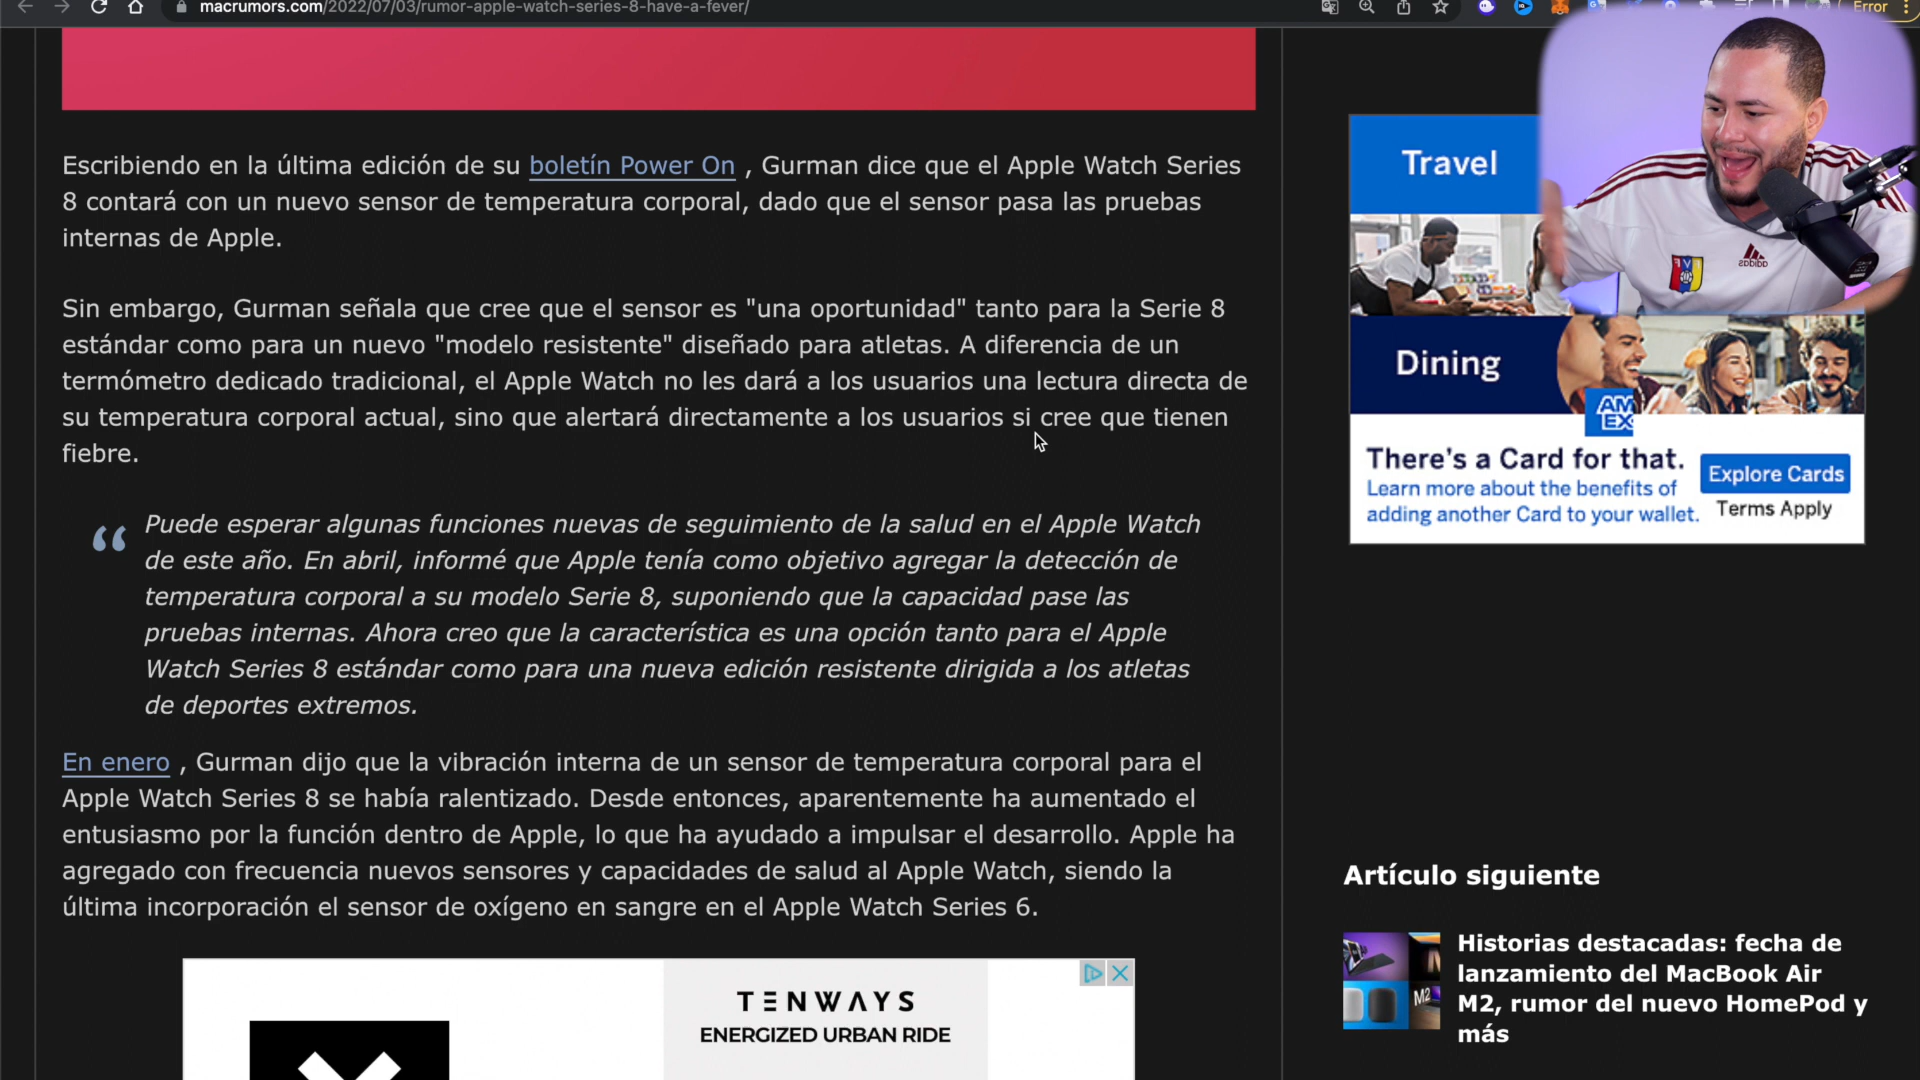 macrumors.com/2022/07/03/rumor-apple-watch-series-8-have-a-fever/
Error
Escribiendo en la última edición de su boletín Power On , Gurman dice que el Apple Watch Series
8 contará con un nuevo sensor de temperatura corporal, dado que el sensor pasa las pruebas
internas de Apple.
Sin embargo, Gurman señala que cree que el sensor es "una oportunidad" tanto para la Serie 8
estándar como para un nuevo "modelo resistente" diseñado para atletas. A diferencia de un
termómetro dedicado tradicional, el Apple Watch no les dará a los usuarios una lectura directa de
su temperatura corporal actual, sino que alertará directamente a los usuarios si cree que tienen
fiebre.
“ Puede esperar algunas funciones nuevas de seguimiento de la salud en el Apple Watch
de este año. En abril, informé que Apple tenía como objetivo agregar la detección de
temperatura corporal a su modelo Serie 8, suponiendo que la capacidad pase las
pruebas internas. Ahora creo que la característica es una opción tanto para el Apple
Watch Series 8 estándar como para una nueva edición resistente dirigida a los atletas
de deportes extremos.
En enero , Gurman dijo que la vibración interna de un sensor de temperatura corporal para el
Apple Watch Series 8 se había ralentizado. Desde entonces, aparentemente ha aumentado el
entusiasmo por la función dentro de Apple, lo que ha ayudado a impulsar el desarrollo. Apple ha
agregado con frecuencia nuevos sensores y capacidades de salud al Apple Watch, siendo la
última incorporación el sensor de oxígeno en sangre en el Apple Watch Series 6.
TENWAYS
ENERGIZED URBAN RIDE
Travel
adidas
FVF
Dining
AM
EX
There's a Card for that.
Learn more about the benefits of
adding another Card to your wallet.
Explore Cards
Terms Apply
Artículo siguiente
M2
Historias destacadas: fecha de
lanzamiento del MacBook Air
M2, rumor del nuevo HomePod y
más